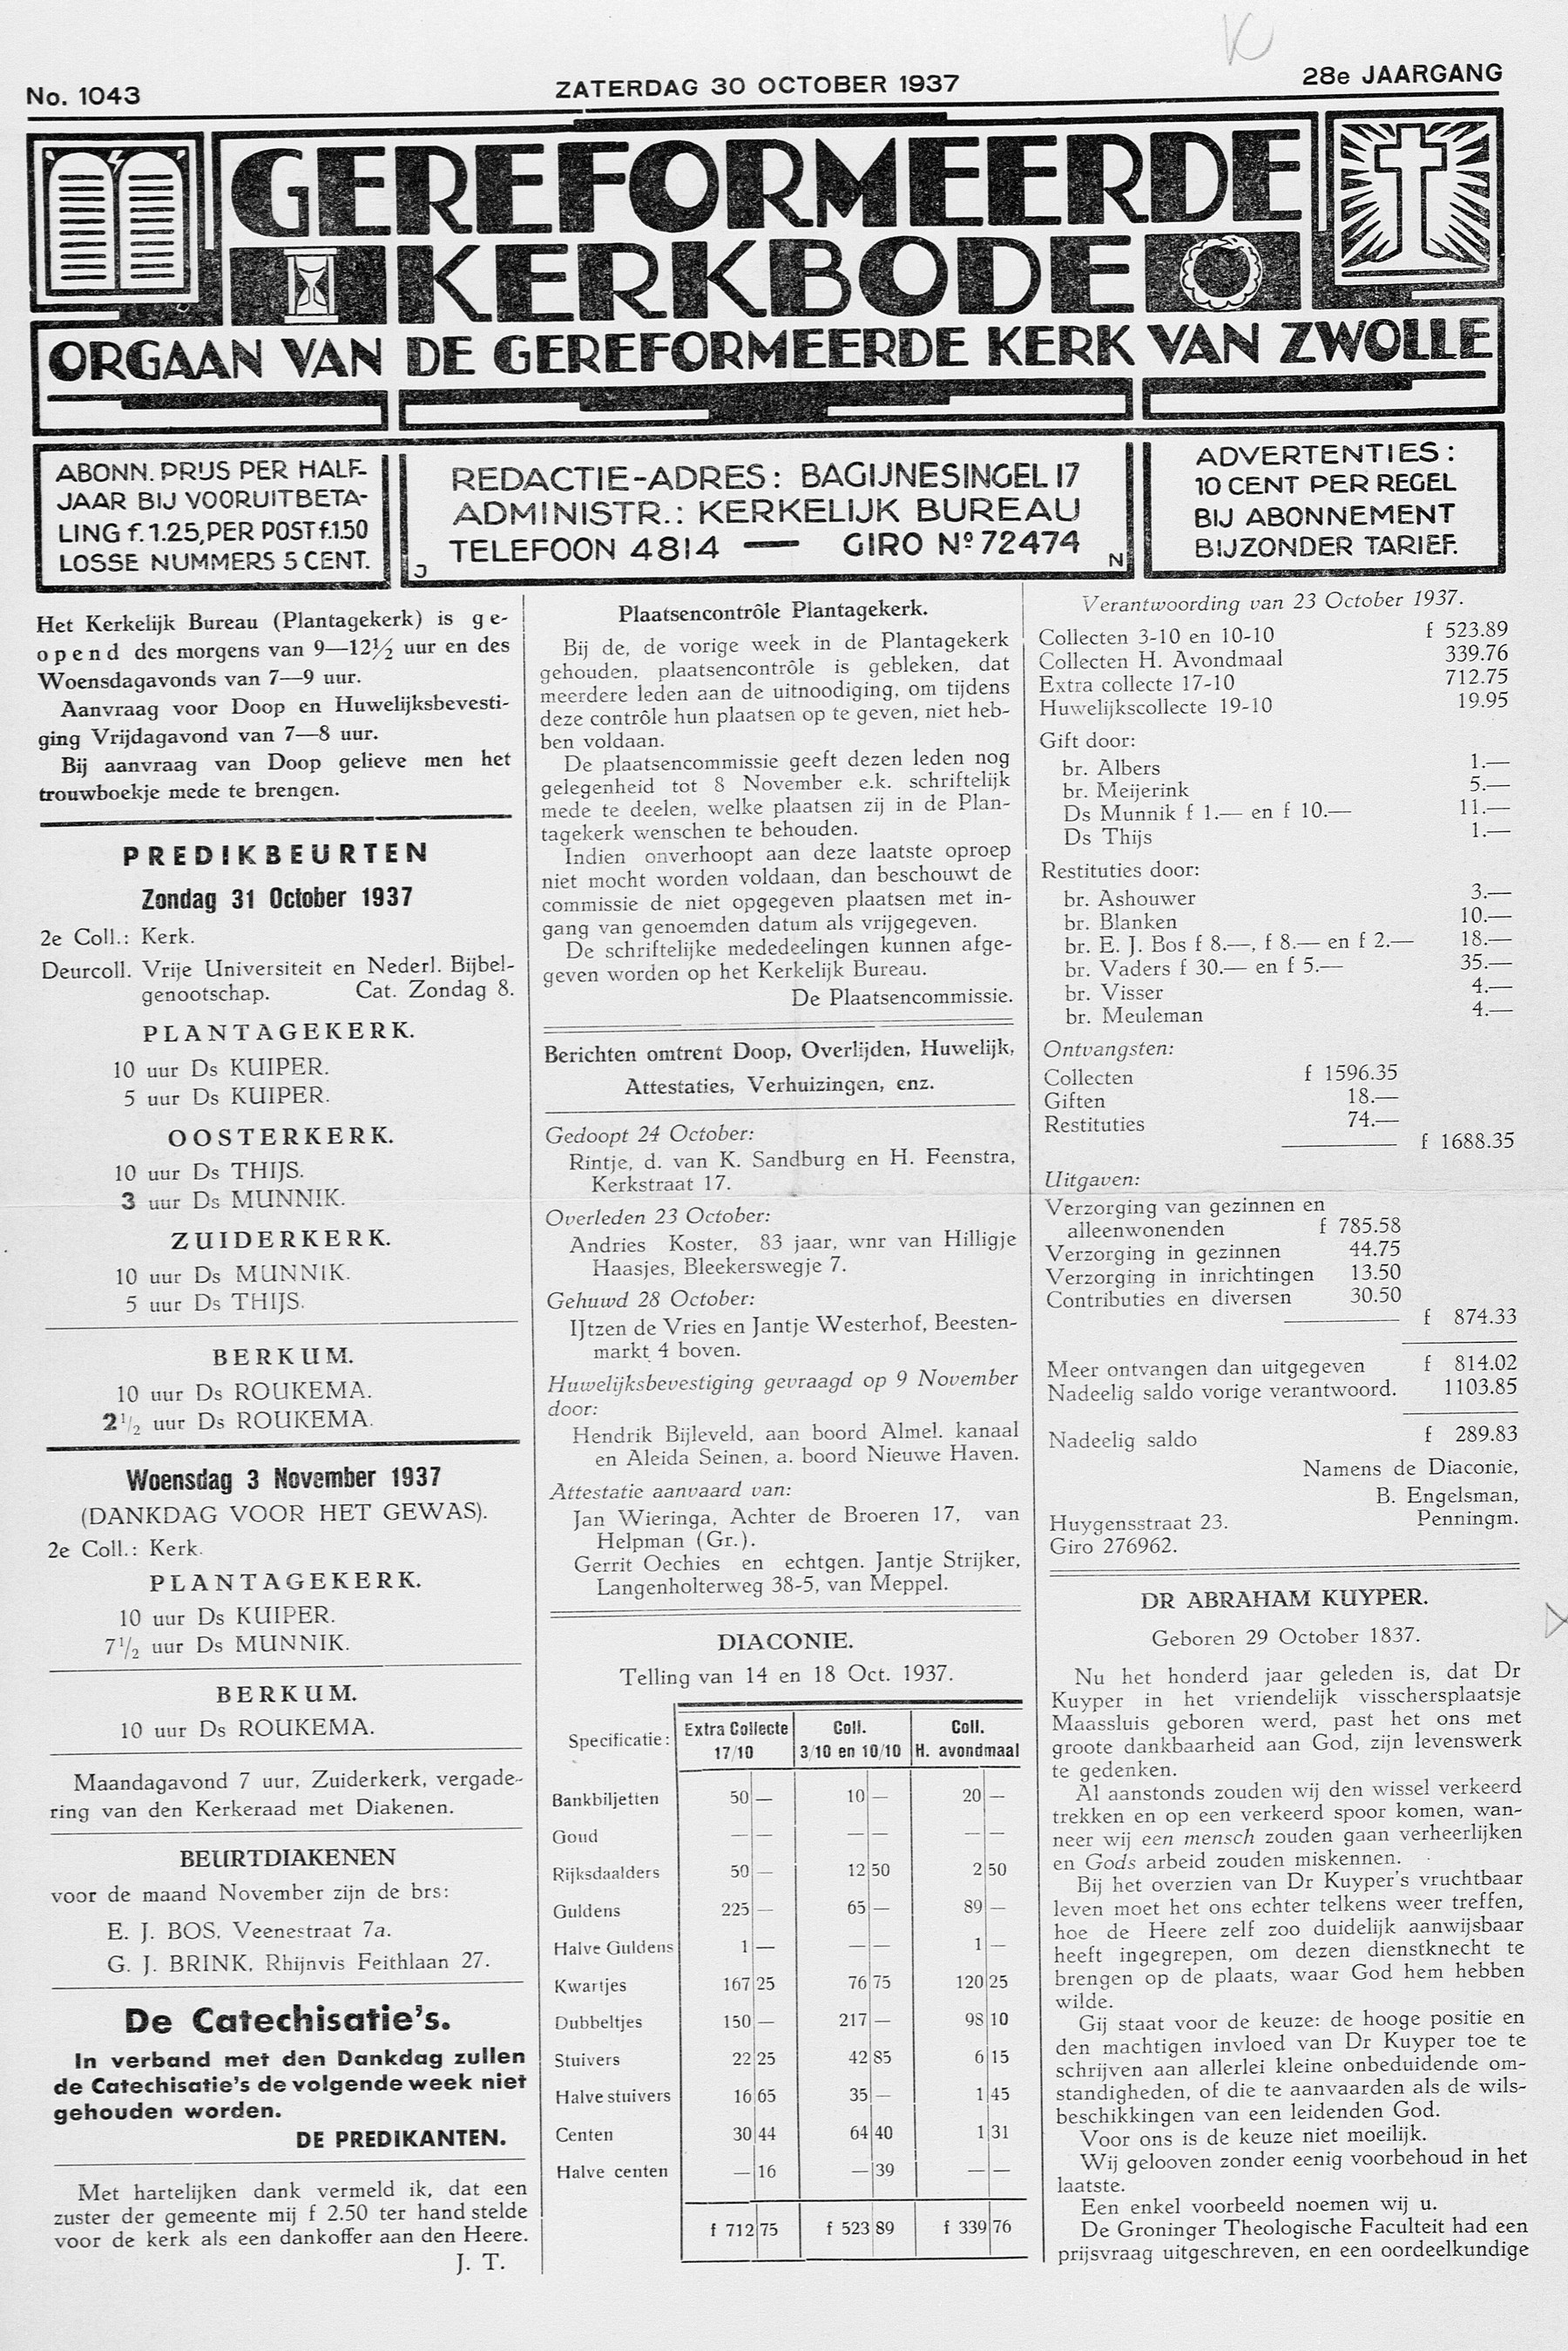 No. 1043
ZATERDAG 30 OCTOBER 1937
28e JAARGANG
GEREFORMEERDE
KERKBODE
ORGAAN VAN DE GEREFORMEERDE KERK VAN ZWOLLE
ABONN. PRIJS PER HALF-
JAAR BIJ VOORUITBETA-
LING f. 1.25, PER POST f.1.50
LOSSE NUMMERS 5 CENT.
REDACTIE-ADRES: BAGIJNESINGEL 17
ADMINISTR.: KERKELIJK BUREAU
TELEFOON 4814 — GIRO Nº 72474
J
N
ADVERTENTIES:
10 CENT PER REGEL
BIJ ABONNEMENT
BIJZONDER TARIEF.
Het Kerkelijk Bureau (Plantagekerk) is ge-
opend des morgens van 9—12½ uur en des
Woensdagavonds van 7—9 uur.
Aanvraag voor Doop en Huwelijksbevesti-
ging Vrijdagavond van 7—8 uur.
Bij aanvraag van Doop gelieve men het
trouwboekje mede te brengen.
PREDIKBEURTEN
Zondag 31 October 1937
2e Coll.: Kerk.
Deurcoll. Vrije Universiteit en Nederl. Bijbel-
genootschap. Cat. Zondag 8.
PLANTAGEKERK.
10 uur Ds KUIPER.
5 uur Ds KUIPER.
OOSTERKERK.
10 uur Ds THIJS.
3 uur Ds MUNNIK.
ZUIDERKERK.
10 uur Ds MUNNIK.
5 uur Ds THIJS.
BERKUM.
10 uur Ds ROUKEMA.
2½ uur Ds ROUKEMA.
Woensdag 3 November 1937
(DANKDAG VOOR HET GEWAS).
2e Coll.: Kerk.
PLANTAGEKERK.
10 uur Ds KUIPER.
7½ uur Ds MUNNIK.
BERKUM.
10 uur Ds ROUKEMA.
Maandagavond 7 uur, Zuiderkerk, vergade-
ring van den Kerkeraad met Diakenen.
BEURTDIAKENEN
voor de maand November zijn de brs:
E. J. BOS, Veenestraat 7a.
G. J. BRINK, Rhijnvis Feithlaan 27.
De Catechisatie's.
In verband met den Dankdag zullen
de Catechisatie's de volgende week niet
gehouden worden.
DE PREDIKANTEN.
Met hartelijken dank vermeld ik, dat een
zuster der gemeente mij f 2.50 ter hand stelde
voor de kerk als een dankoffer aan den Heere.
J. T.
Plaatsencontrôle Plantagekerk.
Bij de, de vorige week in de Plantagekerk
gehouden, plaatsencontrôle is gebleken, dat
meerdere leden aan de uitnoodiging, om tijdens
deze contrôle hun plaatsen op te geven, niet heb-
ben voldaan.
De plaatsencommissie geeft dezen leden nog
gelegenheid tot 8 November e.k. schriftelijk
mede te deelen, welke plaatsen zij in de Plan-
tagekerk wenschen te behouden.
Indien onverhoopt aan deze laatste oproep
niet mocht worden voldaan, dan beschouwt de
commissie de niet opgegeven plaatsen met in-
gang van genoemden datum als vrijgegeven.
De schriftelijke mededeelingen kunnen afge-
geven worden op het Kerkelijk Bureau.
De Plaatsencommissie.
Berichten omtrent Doop, Overlijden, Huwelijk,
Attestaties, Verhuizingen, enz.
Gedoopt 24 October:
Rintje, d. van K. Sandburg en H. Feenstra,
Kerkstraat 17.
Overleden 23 October:
Andries Koster, 83 jaar, wnr van Hilligje
Haasjes, Bleekerswegje 7.
Gehuwd 28 October:
IJtzen de Vries en Jantje Westerhof, Beesten-
markt 4 boven.
Huwelijksbevestiging gevraagd op 9 November
door:
Hendrik Bijleveld, aan boord Almel. kanaal
en Aleida Seinen, a. boord Nieuwe Haven.
Attestatie aanvaard van:
Jan Wieringa, Achter de Broeren 17, van
Helpman (Gr.).
Gerrit Oechies en echtgen. Jantje Strijker,
Langenholterweg 38-5, van Meppel.
DIACONIE.
Telling van 14 en 18 Oct. 1937.
Specificatie: Extra Collecte 17/10 Coll. 3/10 en 10/10 Coll. H. avondmaal
Bankbiljetten 50 — 10 — 20 —
Goud — — — — — —
Rijksdaalders 50 — 12 50 2 50
Guldens 225 — 65 — 89 —
Halve Guldens 1 — — — 1 —
Kwartjes 167 25 76 75 120 25
Dubbeltjes 150 — 217 — 98 10
Stuivers 22 25 42 85 6 15
Halve stuivers 16 65 35 — 1 45
Centen 30 44 64 40 1 31
Halve centen — 16 — 39 — —
f 712 75 f 523 89 f 339 76
Verantwoording van 23 October 1937.
Collecten 3-10 en 10-10 f 523.89
Collecten H. Avondmaal 339.76
Extra collecte 17-10 712.75
Huwelijkscollecte 19-10 19.95
Gift door:
br. Albers 1.—
br. Meijerink 5.—
Ds Munnik f 1.— en f 10.— 11.—
Ds Thijs 1.—
Restituties door:
br. Ashouwer 3.—
br. Blanken 10.—
br. E. J. Bos f 8.—, f 8.— en f 2.— 18.—
br. Vaders f 30.— en f 5.— 35.—
br. Visser 4.—
br. Meuleman 4.—
Ontvangsten:
Collecten f 1596.35
Giften 18.—
Restituties 74.—
f 1688.35
Uitgaven:
Verzorging van gezinnen en
alleenwonenden f 785.58
Verzorging in gezinnen 44.75
Verzorging in inrichtingen 13.50
Contributies en diversen 30.50
f 874.33
Meer ontvangen dan uitgegeven f 814.02
Nadeelig saldo vorige verantwoord. 1103.85
Nadeelig saldo f 289.83
Namens de Diaconie,
B. Engelsman,
Huygensstraat 23. Penningm.
Giro 276962.
DR ABRAHAM KUYPER.
Geboren 29 October 1837.
Nu het honderd jaar geleden is, dat Dr
Kuyper in het vriendelijk visschersplaatsje
Maassluis geboren werd, past het ons met
groote dankbaarheid aan God, zijn levenswerk
te gedenken.
Al aanstonds zouden wij den wissel verkeerd
trekken en op een verkeerd spoor komen, wan-
neer wij een mensch zouden gaan verheerlijken
en Gods arbeid zouden miskennen.
Bij het overzien van Dr Kuyper's vruchtbaar
leven moet het ons echter telkens weer treffen,
hoe de Heere zelf zoo duidelijk aanwijsbaar
heeft ingegrepen, om dezen dienstknecht te
brengen op de plaats, waar God hem hebben
wilde.
Gij staat voor de keuze: de hooge positie en
den machtigen invloed van Dr Kuyper toe te
schrijven aan allerlei kleine onbeduidende om-
standigheden, of die te aanvaarden als de wils-
beschikkingen van een leidenden God.
Voor ons is de keuze niet moeilijk.
Wij gelooven zonder eenig voorbehoud in het
laatste.
Een enkel voorbeeld noemen wij u.
De Groninger Theologische Faculteit had een
prijsvraag uitgeschreven, en een oordeelkundige